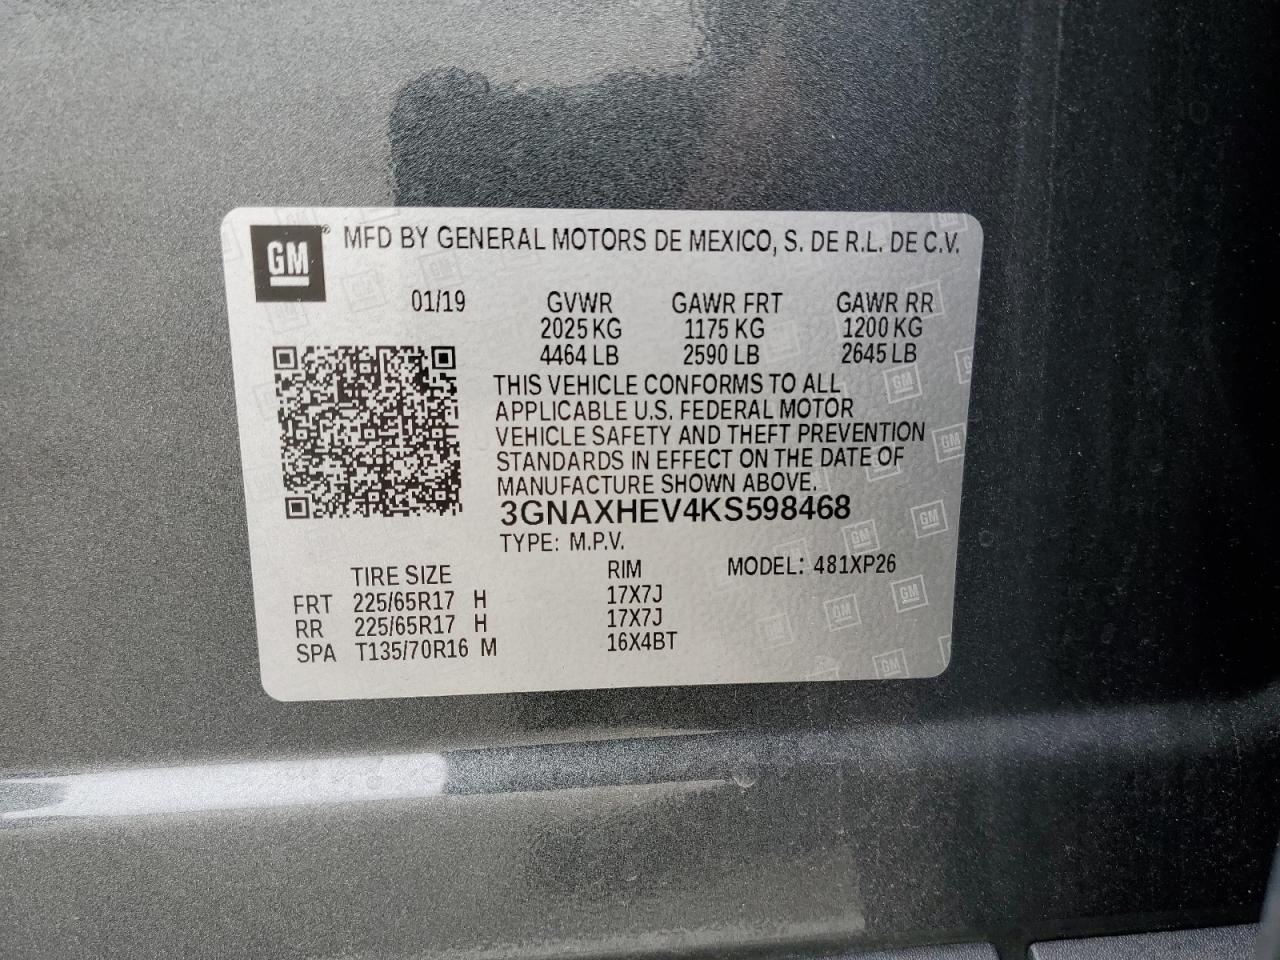 GM® MFD BY GENERAL MOTORS DE MEXICO, S. DE R.L. DE C.V.
01/19 GVWR GAWR FRT GAWR RR
2025 KG 1175 KG 1200 KG
4464 LB 2590 LB 2645 LB
THIS VEHICLE CONFORMS TO ALL
APPLICABLE U.S. FEDERAL MOTOR
VEHICLE SAFETY AND THEFT PREVENTION
STANDARDS IN EFFECT ON THE DATE OF
MANUFACTURE SHOWN ABOVE.
3GNAXHEV4KS598468
TYPE: M.P.V.
TIRE SIZE RIM MODEL: 481XP26
FRT 225/65R17 H 17X7J
RR 225/65R17 H 17X7J
SPA T135/70R16 M 16X4BT